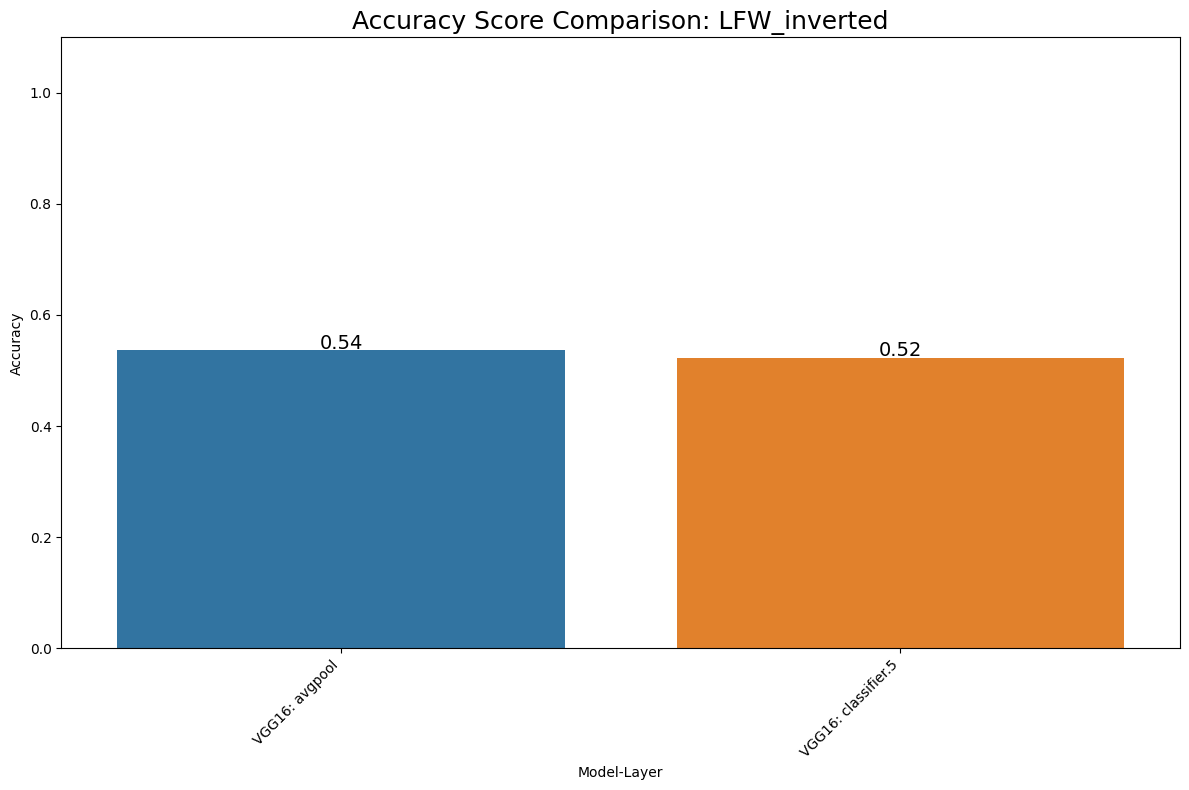 Accuracy Score Comparison: LFW_inverted
Accuracy
1.0
0.8
0.6
0.4
0.2
0.0
0.54
0.52
VGG16: avgpool
VGG16: classifier.5
Model-Layer